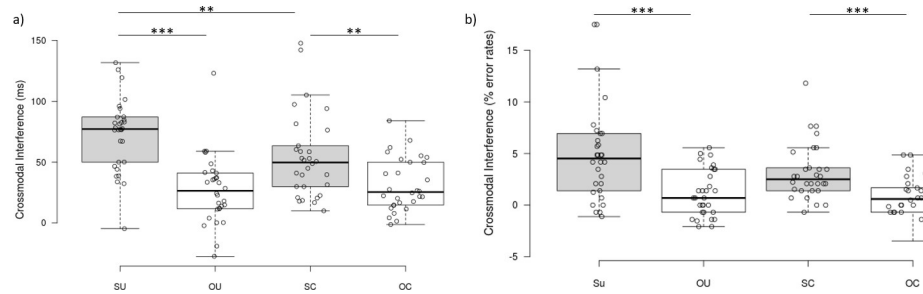 a)
**
***
**
Crossmodal Interference (ms)
150
100
50
0
SU
OU
SC
OC
b)
***
***
Crossmodal Interference (% error rates)
15
10
5
0
-5
Su
OU
SC
OC